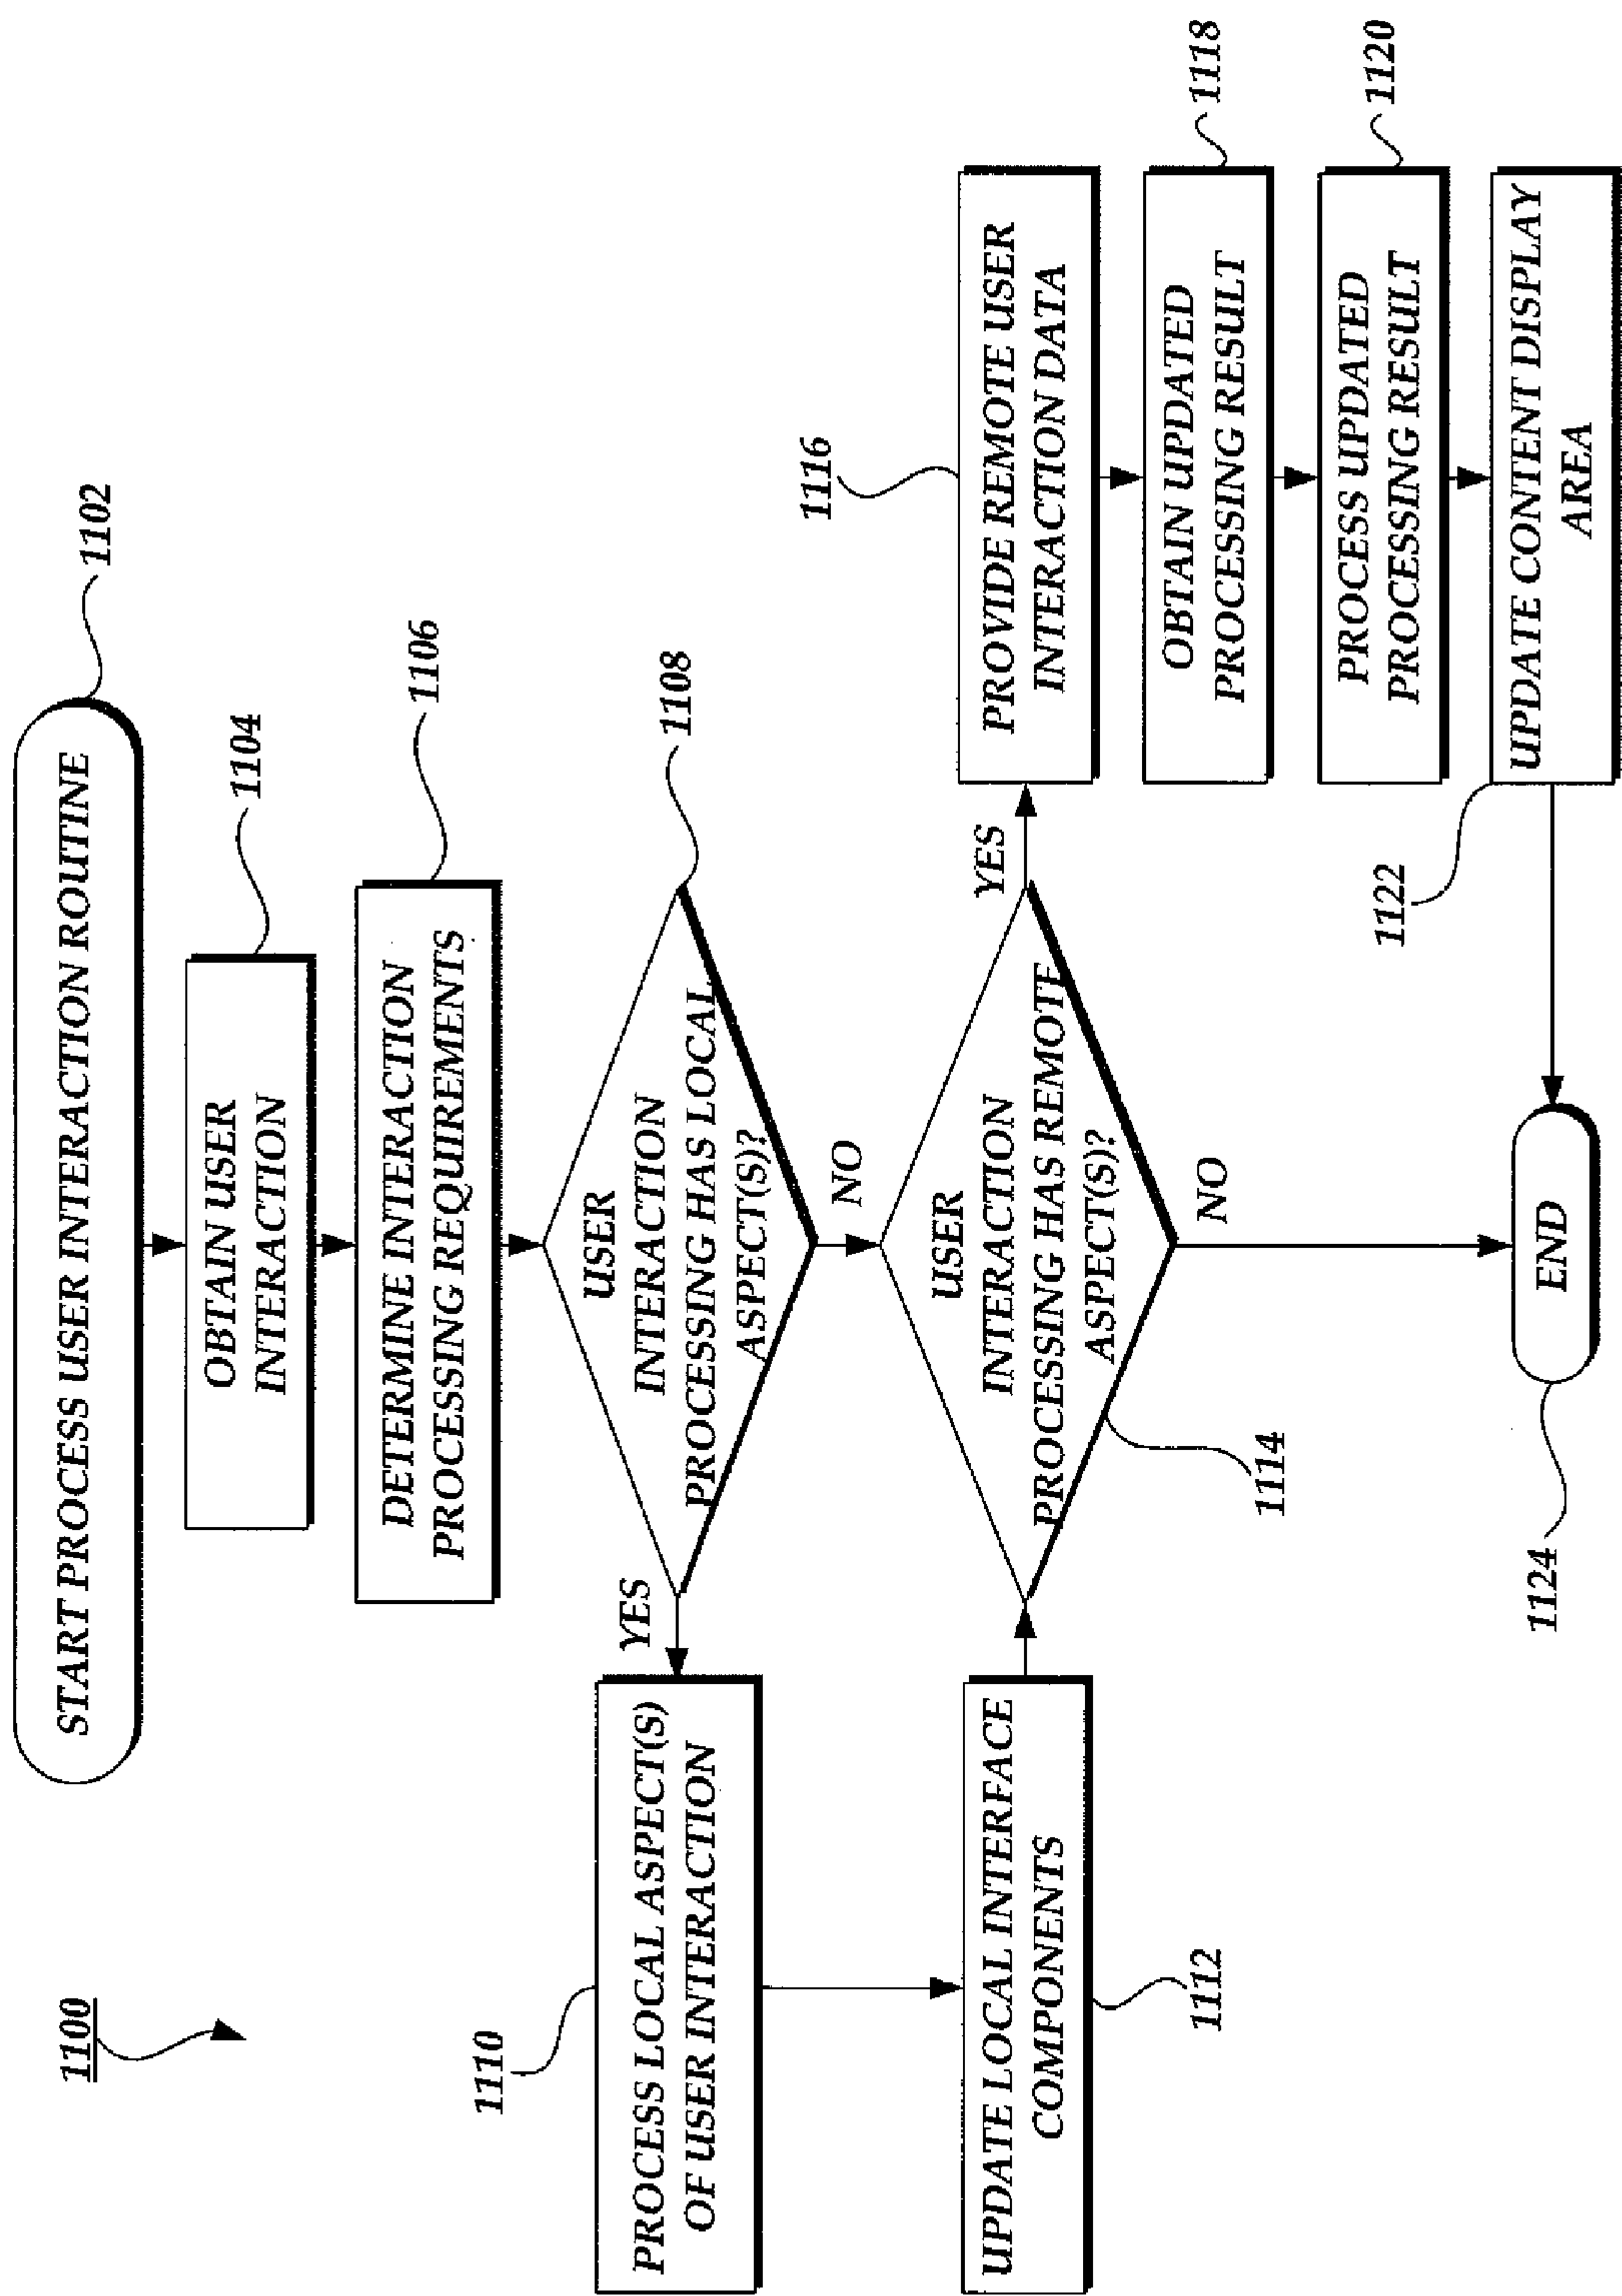 1100
START PROCESS USER INTERACTION ROUTINE
1102
OBTAIN USER
INTERACTION
1104
DETERMINE INTERACTION
PROCESSING REQUIREMENTS
1106
USER
INTERACTION
PROCESSING HAS LOCAL
ASPECT(S)?
1108
YES
NO
1110
PROCESS LOCAL ASPECT(S)
OF USER INTERACTION
UPDATE LOCAL INTERFACE
COMPONENTS
1112
USER
INTERACTION
PROCESSING HAS REMOTE
ASPECT(S)?
1114
YES
NO
1116
PROVIDE REMOTE USER
INTERACTION DATA
OBTAIN UPDATED
PROCESSING RESULT
1118
PROCESS UPDATED
PROCESSING RESULT
1120
UPDATE CONTENT DISPLAY
AREA
1122
END
1124